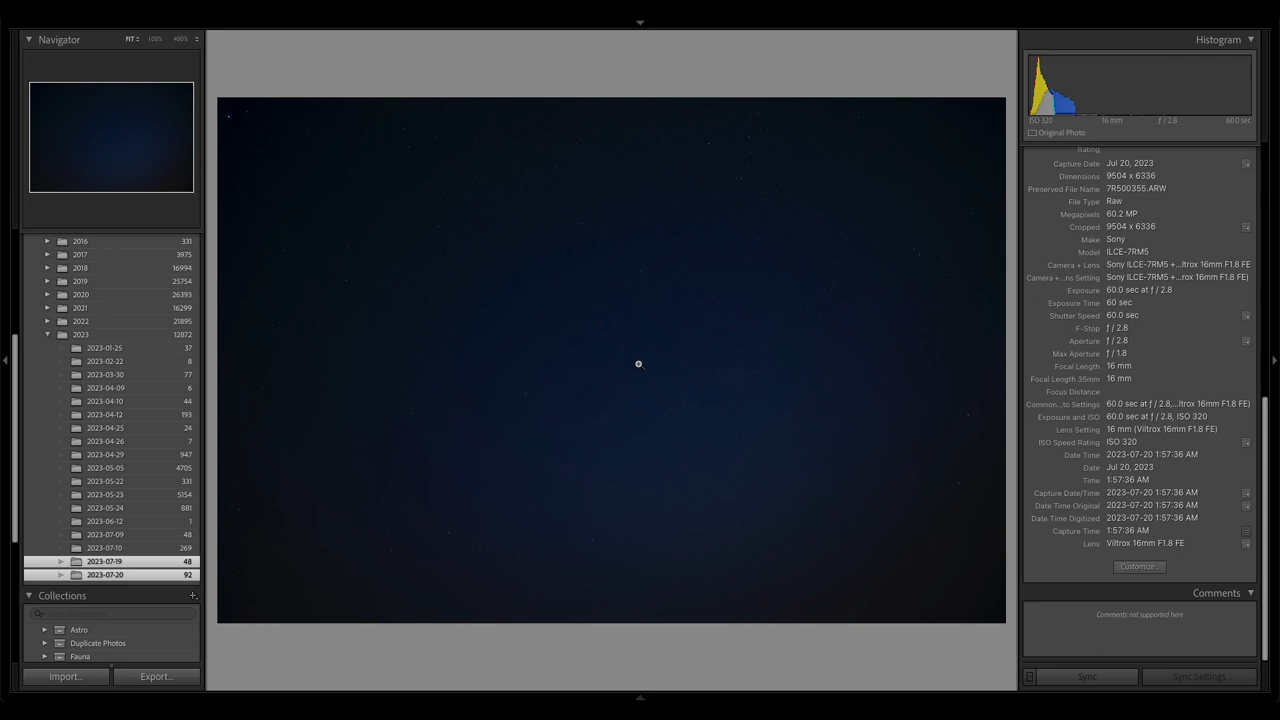 Navigator
FIT 100% 400%
2016 331
2017 3975
2018 16994
2019 25754
2020 26393
2021 16299
2022 21895
2023 12872
2023-01-25 37
2023-02-22 8
2023-03-30 77
2023-04-09 6
2023-04-10 44
2023-04-12 193
2023-04-25 24
2023-04-26 7
2023-04-29 947
2023-05-05 4705
2023-05-22 331
2023-05-23 5154
2023-05-24 881
2023-06-12 1
2023-07-09 48
2023-07-10 269
2023-07-19 48
2023-07-20 92
Collections +
Filter Collections
Astro
Duplicate Photos
Fauna
Import... Export...
Histogram
ISO 320 16 mm ƒ / 2.8 60.0 sec
Original Photo
Rating
Capture Date Jul 20, 2023
Dimensions 9504 x 6336
Preserved File Name 7R500355.ARW
File Type Raw
Megapixels 60.2 MP
Cropped 9504 x 6336
Make Sony
Model ILCE-7RM5
Camera + Lens Sony ILCE-7RM5 +...ltrox 16mm F1.8 FE
Camera +...ns Setting Sony ILCE-7RM5 +...rox 16mm F1.8 FE)
Exposure 60.0 sec at ƒ / 2.8
Exposure Time 60 sec
Shutter Speed 60.0 sec
F-Stop ƒ / 2.8
Aperture ƒ / 2.8
Max Aperture ƒ / 1.8
Focal Length 16 mm
Focal Length 35mm 16 mm
Focus Distance
Common...to Settings 60.0 sec at ƒ / 2.8,...ltrox 16mm F1.8 FE)
Exposure and ISO 60.0 sec at ƒ / 2.8, ISO 320
Lens Setting 16 mm (Viltrox 16mm F1.8 FE)
ISO Speed Rating ISO 320
Date Time 2023-07-20 1:57:36 AM
Date Jul 20, 2023
Time 1:57:36 AM
Capture Date/Time 2023-07-20 1:57:36 AM
Date Time Original 2023-07-20 1:57:36 AM
Date Time Digitized 2023-07-20 1:57:36 AM
Capture Time 1:57:36 AM
Lens Viltrox 16mm F1.8 FE
Customize...
Comments
Comments not supported here
Sync Sync Settings